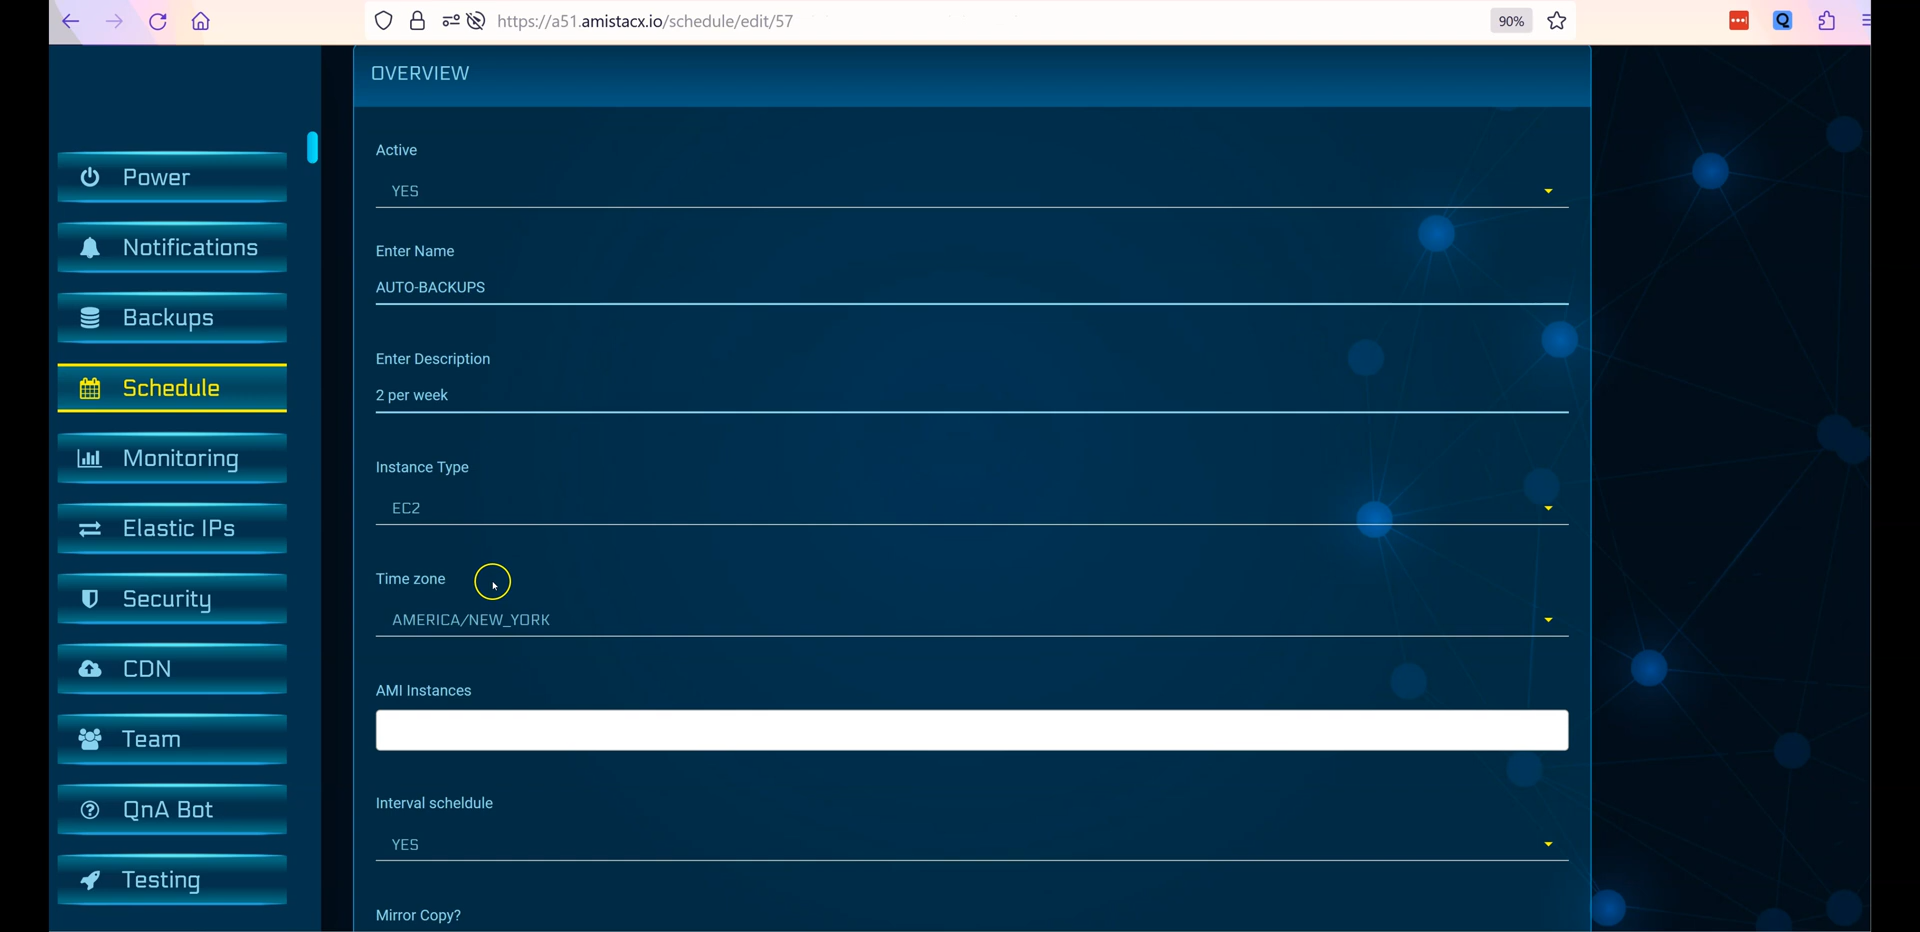 https://a51.amistacx.io/schedule/edit/57
90%
Q
OVERVIEW
Power
Notifications
Backups
Schedule
Monitoring
Elastic IPs
Security
CDN
Team
QnA Bot
Testing
Active
YES
Enter Name
AUTO-BACKUPS
Enter Description
2 per week
Instance Type
EC2
Time zone
AMERICA/NEW_YORK
AMI Instances
Interval scheldule
YES
Mirror Copy?